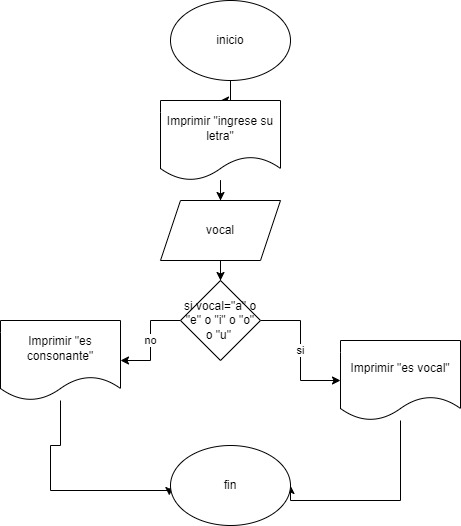 inicio
Imprimir "ingrese su
letra"
vocal
si vocal="a" o
"e" o "i" o "o"
o "u"
no
si
Imprimir "es
consonante"
Imprimir "es vocal"
fin